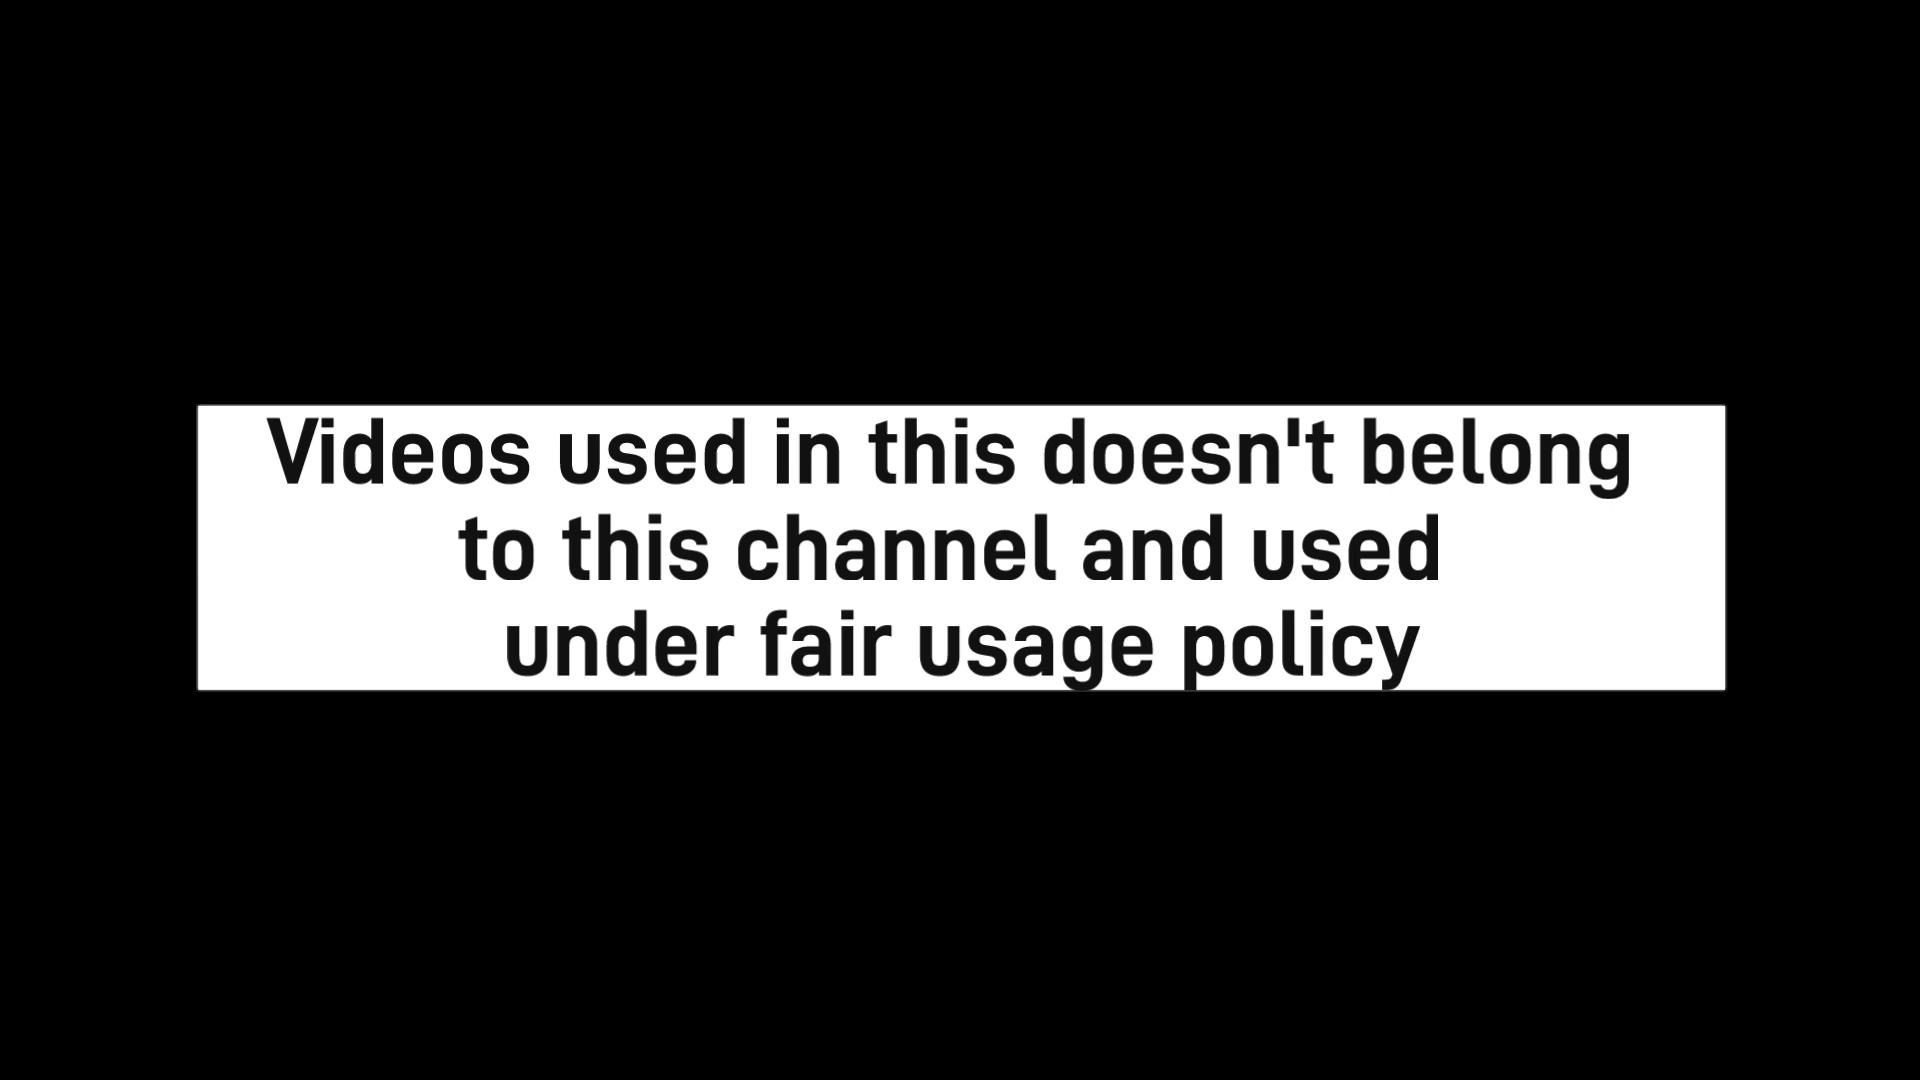 Videos used in this doesn't belong
to this channel and used
under fair usage policy